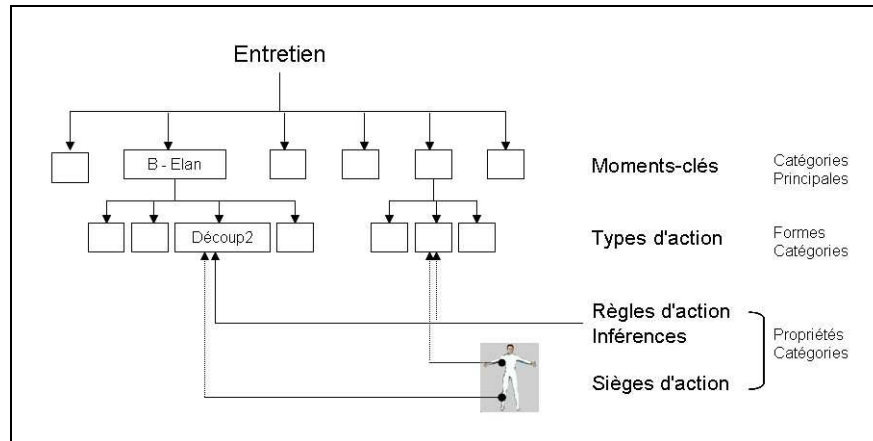 Entretien
B - Elan
Moments-clés
Catégories
Principales
Découp2
Types d'action
Formes
Catégories
Règles d'action
Inférences
Propriétés
Catégories
Sièges d'action